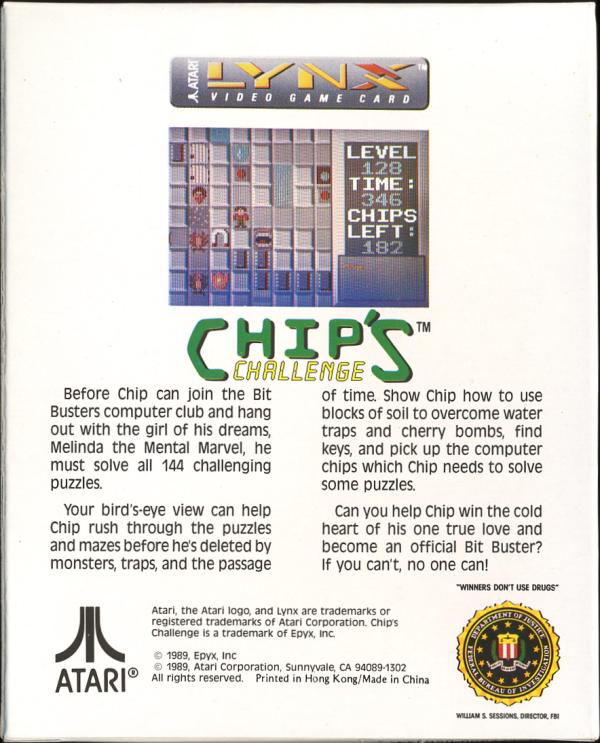 ATARI
LYNX™
VIDEO GAME CARD
LEVEL
128
TIME:
346
CHIPS
LEFT:
182
CHIP'S™
CHALLENGE
Before Chip can join the Bit
Busters computer club and hang
out with the girl of his dreams,
Melinda the Mental Marvel, he
must solve all 144 challenging
puzzles.
Your bird's-eye view can help
Chip rush through the puzzles
and mazes before he's deleted by
monsters, traps, and the passage
of time. Show Chip how to use
blocks of soil to overcome water
traps and cherry bombs, find
keys, and pick up the computer
chips which Chip needs to solve
some puzzles.
Can you help Chip win the cold
heart of his one true love and
become an official Bit Buster?
If you can't, no one can!
ATARI®
Atari, the Atari logo, and Lynx are trademarks or
registered trademarks of Atari Corporation. Chip's
Challenge is a trademark of Epyx, Inc.
© 1989, Epyx, Inc
© 1989, Atari Corporation, Sunnyvale, CA 94089-1302
All rights reserved. Printed in Hong Kong/Made in China
"WINNERS DON'T USE DRUGS"
DEPARTMENT OF JUSTICE
FEDERAL BUREAU OF INVESTIGATION
WILLIAM S. SESSIONS, DIRECTOR, FBI